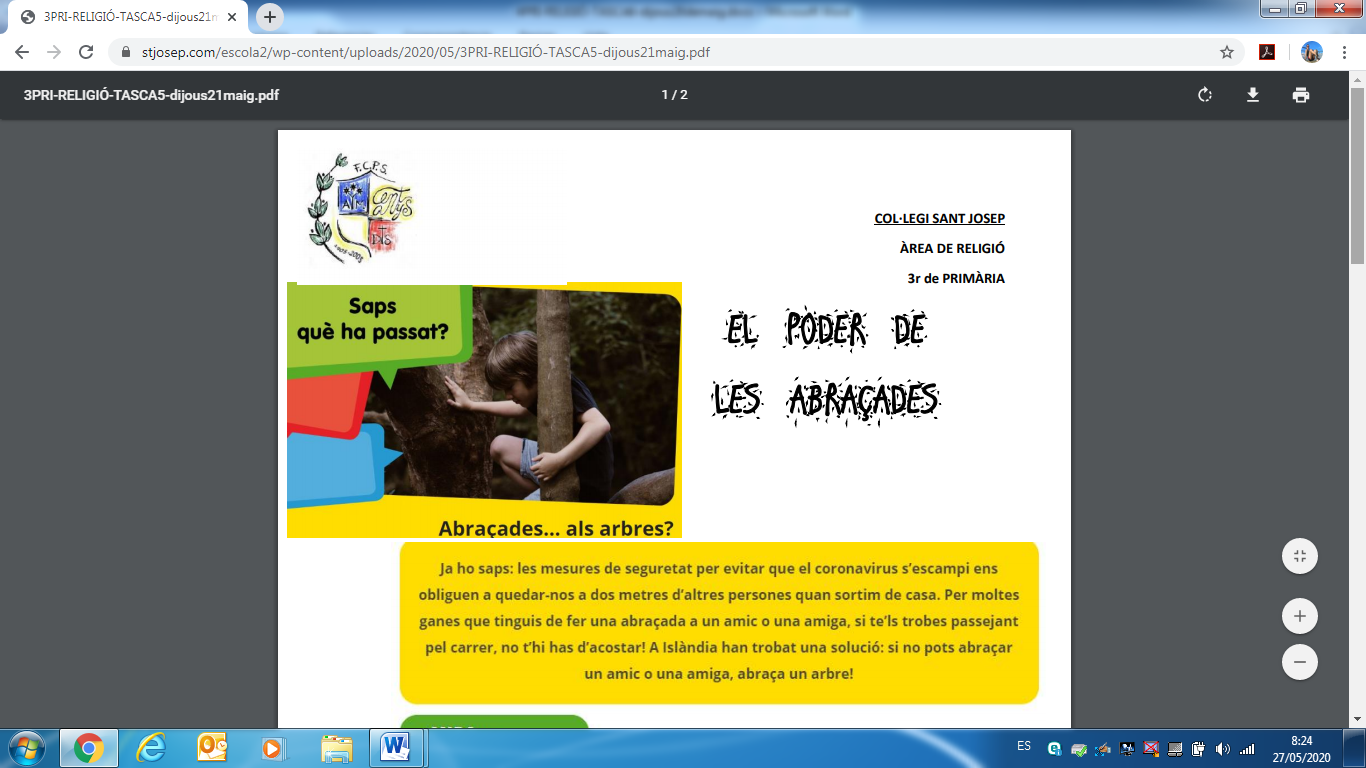 3PRI-RELIGIÓ-TASCA5-dijous21m
stjosep.com/escola2/wp-content/uploads/2020/05/3PRI-RELIGIÓ-TASCA5-dijous21maig.pdf
3PRI-RELIGIÓ-TASCA5-dijous21maig.pdf
1 / 2
F.C.P.S.
COL·LEGI SANT JOSEP
ÀREA DE RELIGIÓ
3r de PRIMÀRIA
Saps
què ha passat?
EL PODER DE
LES ABRAÇADES
Abraçades... als arbres?
Ja ho saps: les mesures de seguretat per evitar que el coronavirus s'escampi ens
obliguen a quedar-nos a dos metres d'altres persones quan sortim de casa. Per moltes
ganes que tinguis de fer una abraçada a un amic o una amiga, si te'ls trobes passejant
pel carrer, no t'hi has d'acostar! A Islàndia han trobat una solució: si no pots abraçar
un amic o una amiga, abraça un arbre!
ES
8:24
27/05/2020